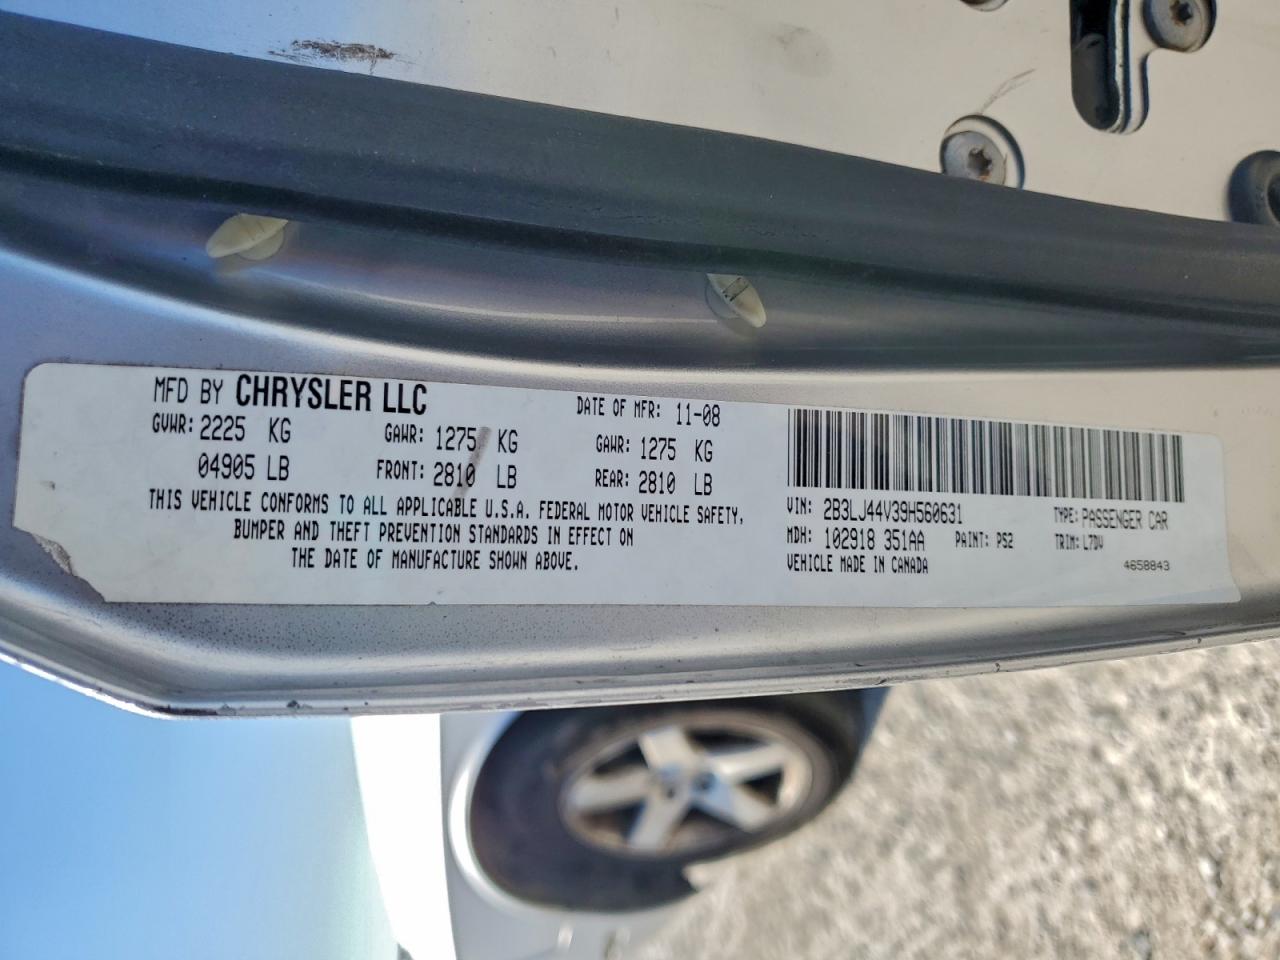 MFD BY CHRYSLER LLC DATE OF MFR: 11-08
GVWR: 2225 KG GAWR: 1275 KG GAWR: 1275 KG
04905 LB FRONT: 2810 LB REAR: 2810 LB
THIS VEHICLE CONFORMS TO ALL APPLICABLE U.S.A. FEDERAL MOTOR VEHICLE SAFETY,
BUMPER AND THEFT PREVENTION STANDARDS IN EFFECT ON
THE DATE OF MANUFACTURE SHOWN ABOVE.
VIN: 2B3LJ44V39H560631 TYPE: PASSENGER CAR
MDH: 102918 351AA PAINT: PS2 TRIM: L7DV
VEHICLE MADE IN CANADA 4658843